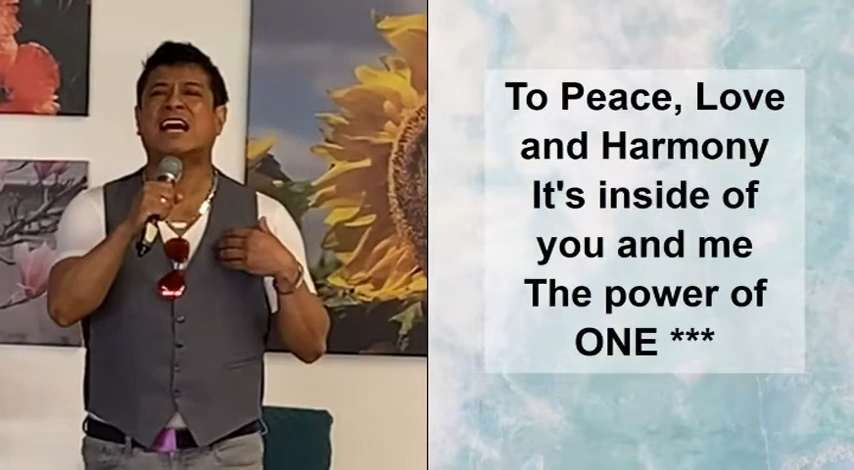 To Peace, Love
and Harmony
It's inside of
you and me
The power of
ONE ***